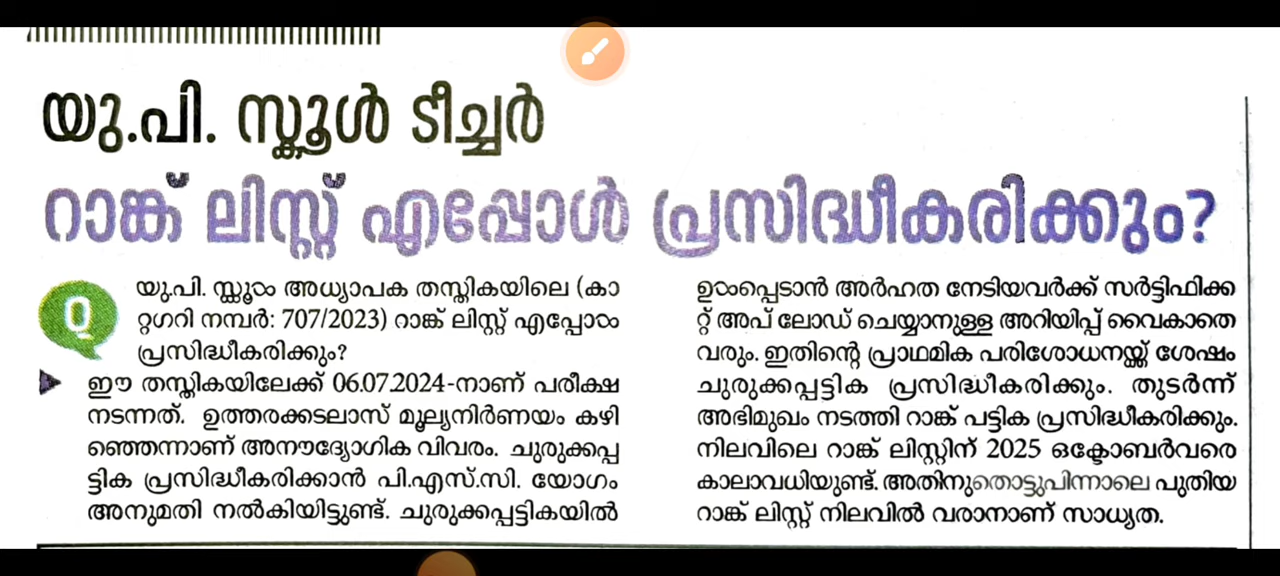 യു.പി. സ്കൂൾ ടീച്ചർ
റാങ്ക് ലിസ്റ്റ് എപ്പോൾ പ്രസിദ്ധീകരിക്കും?
Q
യു.പി. സ്കൂൾ അധ്യാപക തസ്തികയിലെ (കാ
റ്റഗറി നമ്പർ: 707/2023) റാങ്ക് ലിസ്റ്റ് എപ്പോൾ
പ്രസിദ്ധീകരിക്കും?
ഈ തസ്തികയിലേക്ക് 06.07.2024-നാണ് പരീക്ഷ
നടന്നത്. ഉത്തരക്കടലാസ് മൂല്യനിർണയം കഴി
ഞ്ഞെന്നാണ് അനൗദ്യോഗിക വിവരം. ചുരുക്കപ്പ
ട്ടിക പ്രസിദ്ധീകരിക്കാൻ പി.എസ്.സി. യോഗം
അനുമതി നൽകിയിട്ടുണ്ട്. ചുരുക്കപ്പട്ടികയിൽ
ഉൾപ്പെടാൻ അർഹത നേടിയവർക്ക് സർട്ടിഫിക്ക
റ്റ് അപ് ലോഡ് ചെയ്യാനുള്ള അറിയിപ്പ് വൈകാതെ
വരും. ഇതിന്റെ പ്രാഥമിക പരിശോധനയ്ക്ക് ശേഷം
ചുരുക്കപ്പട്ടിക പ്രസിദ്ധീകരിക്കും. തുടർന്ന്
അഭിമുഖം നടത്തി റാങ്ക് പട്ടിക പ്രസിദ്ധീകരിക്കും.
നിലവിലെ റാങ്ക് ലിസ്റ്റിന് 2025 ഒക്ടോബർവരെ
കാലാവധിയുണ്ട്. അതിനുതൊട്ടുപിന്നാലെ പുതിയ
റാങ്ക് ലിസ്റ്റ് നിലവിൽ വരാനാണ് സാധ്യത.